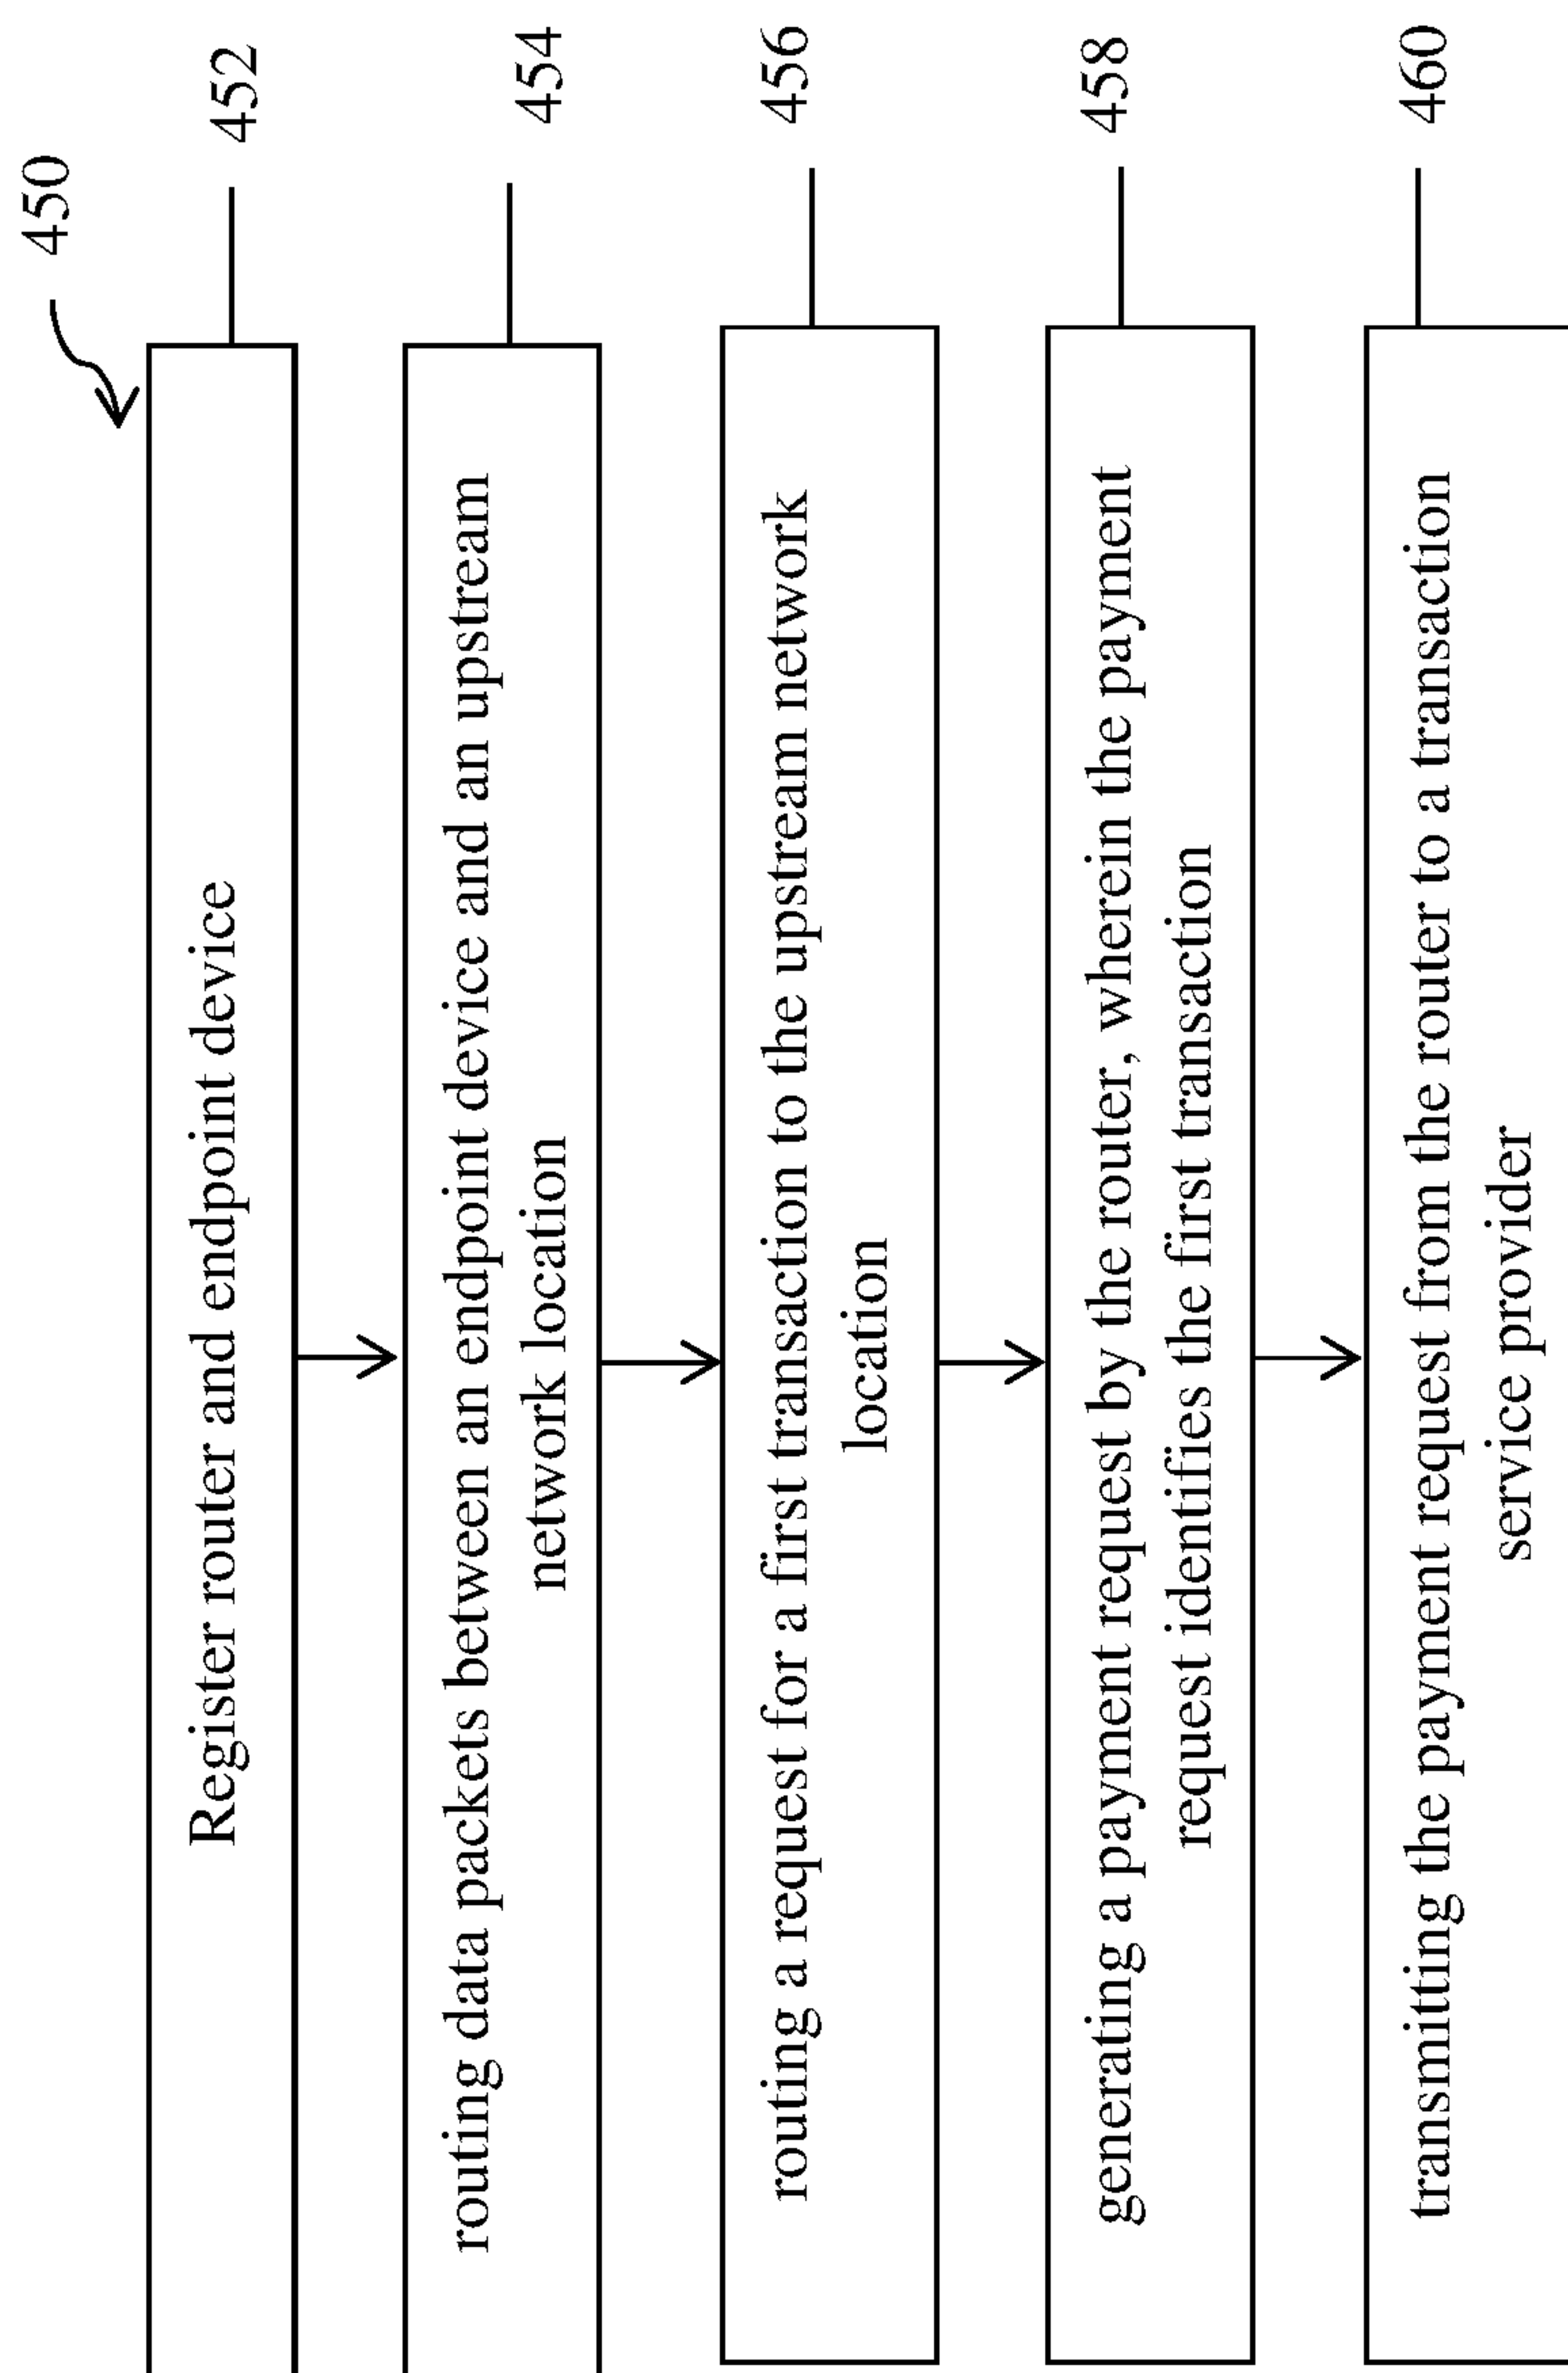 450
Register router and endpoint device
452
routing data packets between an endpoint device and an upstream
network location
454
routing a request for a first transaction to the upstream network
location
456
generating a payment request by the router, wherein the payment
request identifies the first transaction
458
transmitting the payment request from the router to a transaction
service provider
460